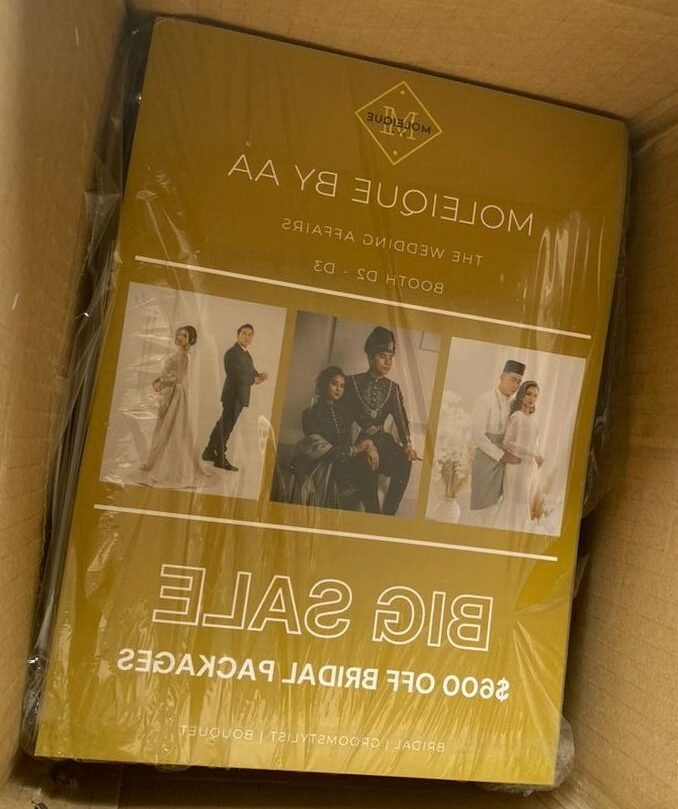 M
MOLEIQUE
MOLEIQUE BY AA
THE WEDDING AFFAIRS
BOOTH D2 - D3
BIG SALE
$600 OFF BRIDAL PACKAGES
BRIDAL | GROOMSTYLIST | BOUQUET